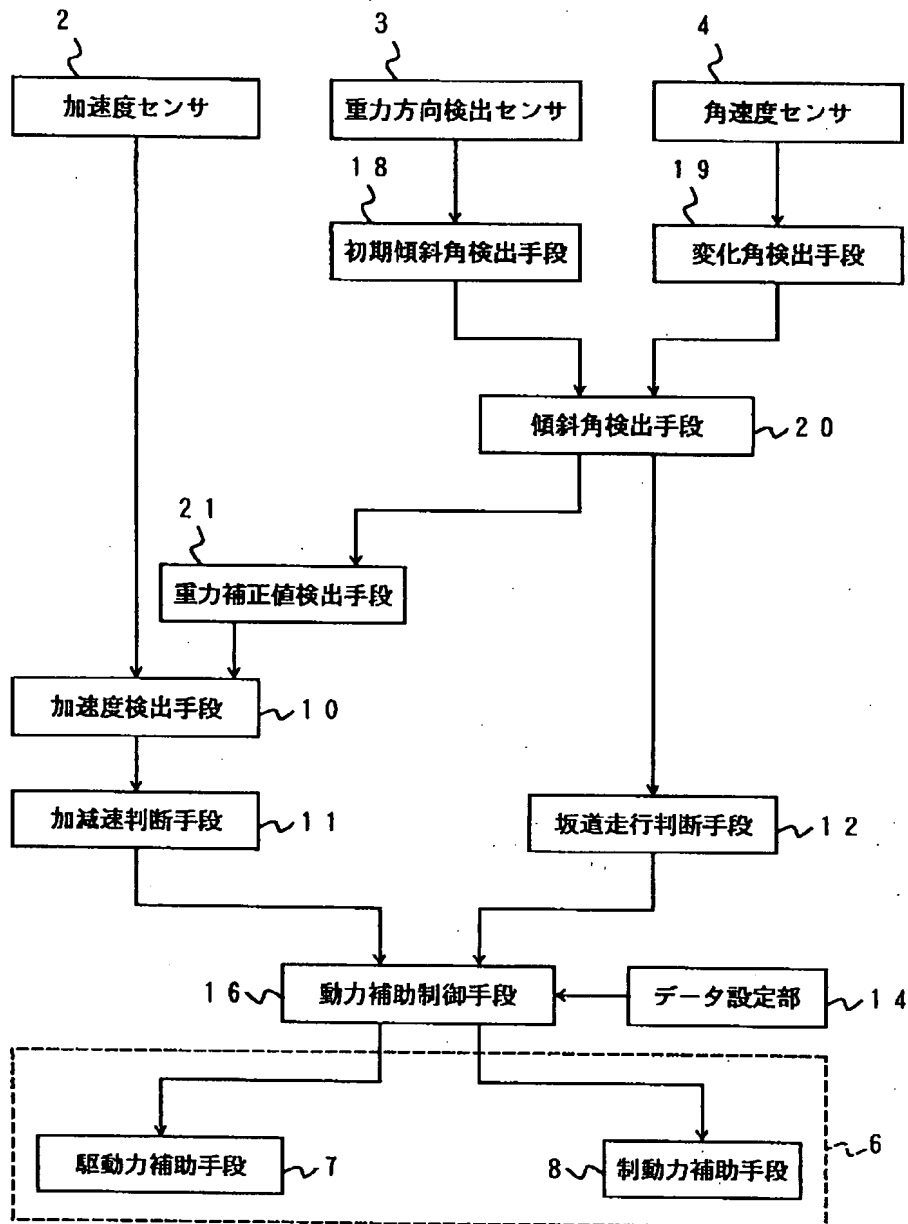 2
3
4
加速度センサ
重力方向検出センサ
角速度センサ
18
19
初期傾斜角検出手段
変化角検出手段
傾斜角検出手段
20
21
重力補正値検出手段
加速度検出手段
10
加減速判断手段
11
坂道走行判断手段
12
16
動力補助制御手段
データ設定部
14
駆動力補助手段
7
8
制動力補助手段
6